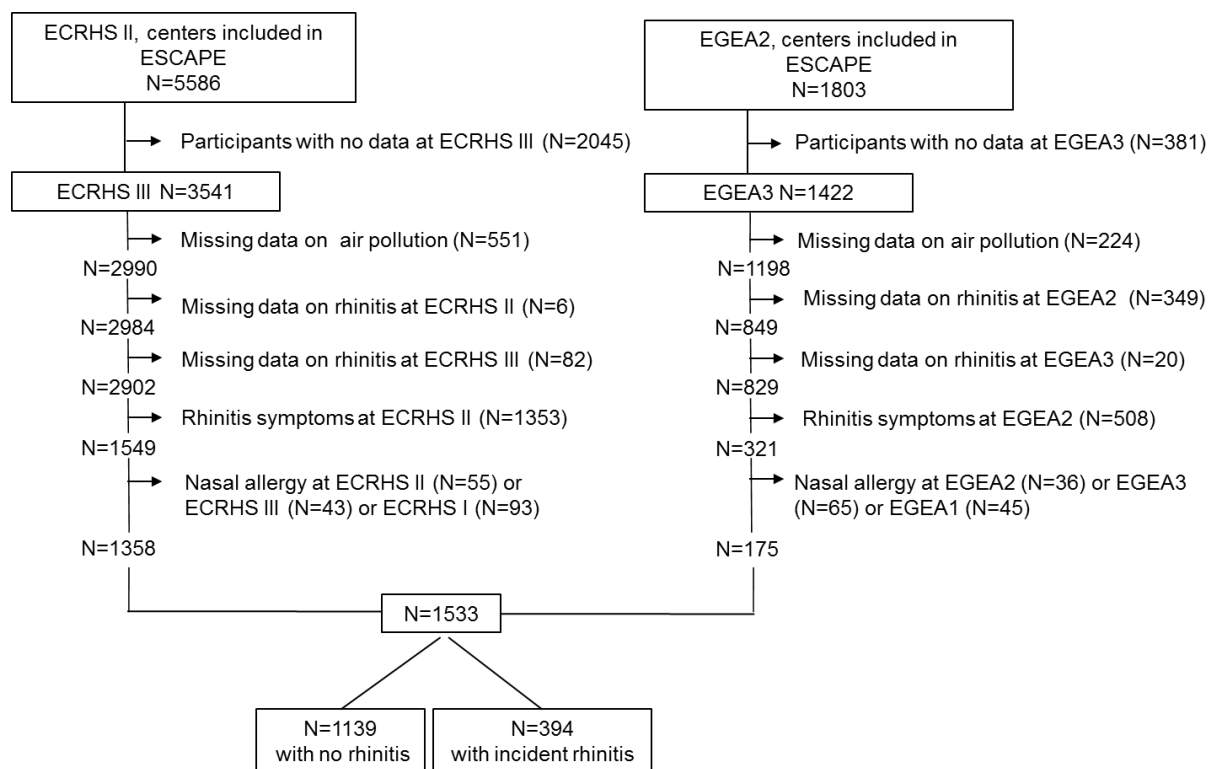 ECRHS II, centers included in
ESCAPE
N=5586
EGEA2, centers included in
ESCAPE
N=1803
Participants with no data at ECRHS III (N=2045)
Participants with no data at EGEA3 (N=381)
ECRHS III N=3541
EGEA3 N=1422
Missing data on air pollution (N=551)
Missing data on air pollution (N=224)
N=2990
N=1198
Missing data on rhinitis at ECRHS II (N=6)
Missing data on rhinitis at EGEA2 (N=349)
N=2984
N=849
Missing data on rhinitis at ECRHS III (N=82)
Missing data on rhinitis at EGEA3 (N=20)
N=2902
N=829
Rhinitis symptoms at ECRHS II (N=1353)
Rhinitis symptoms at EGEA2 (N=508)
N=1549
N=321
Nasal allergy at ECRHS II (N=55) or
ECRHS III (N=43) or ECRHS I (N=93)
Nasal allergy at EGEA2 (N=36) or EGEA3
(N=65) or EGEA1 (N=45)
N=1358
N=175
N=1533
N=1139
with no rhinitis
N=394
with incident rhinitis